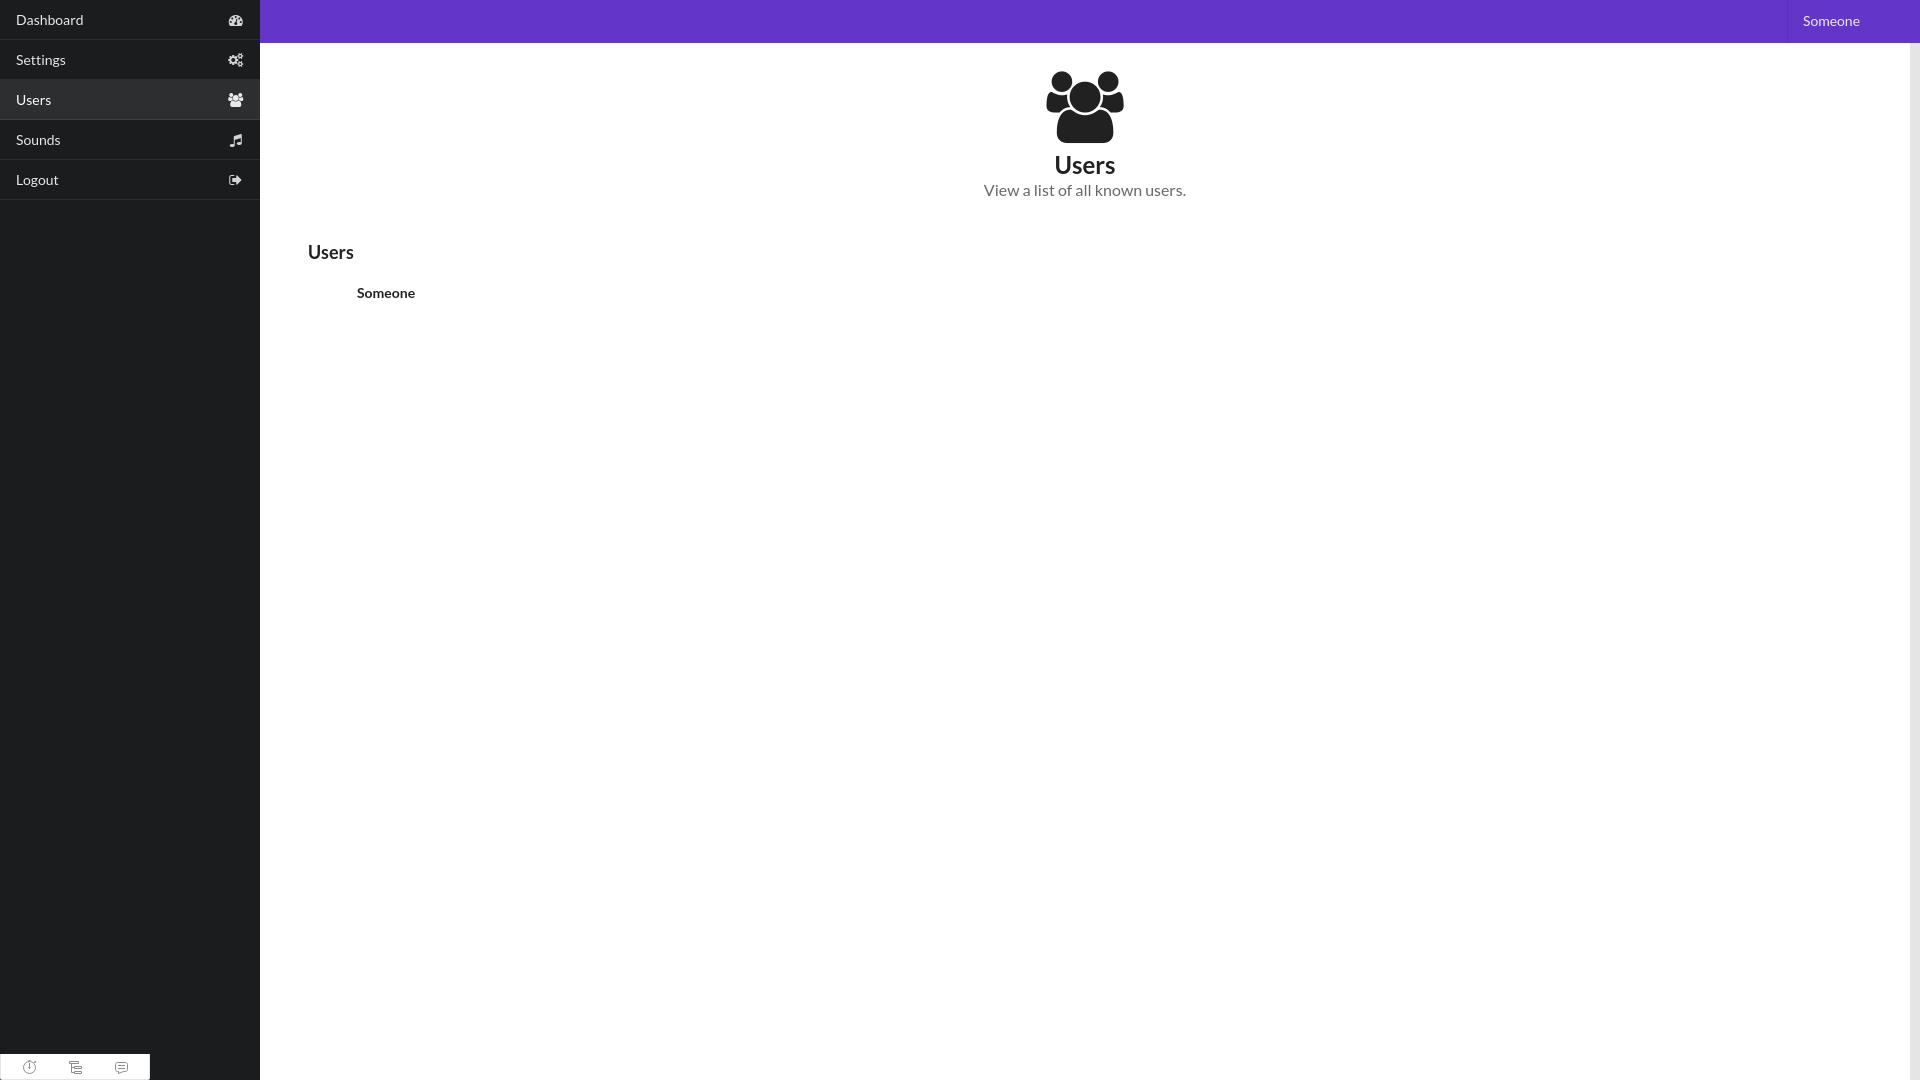 Dashboard
Settings
Users
Sounds
Logout
Someone
Users
View a list of all known users.
Users
Someone